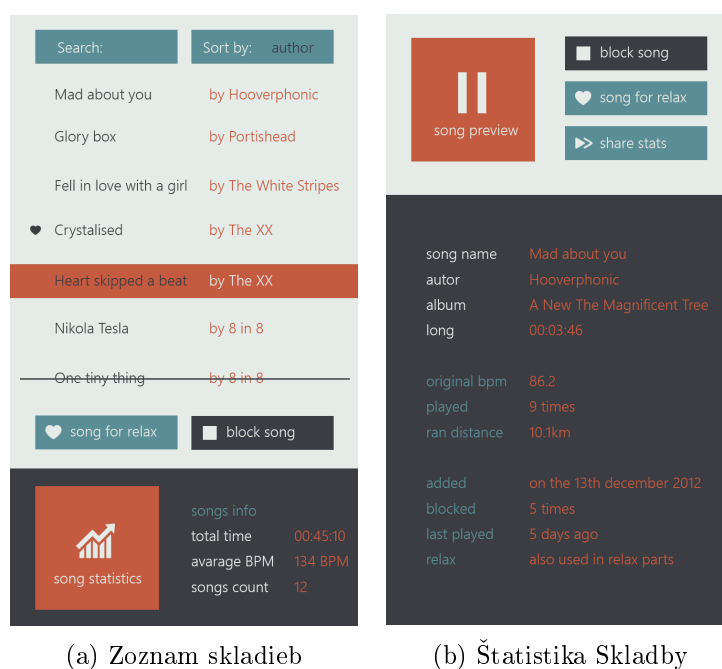 Search:
Sort by: author
Mad about you by Hooverphonic
Glory box by Portishead
Fell in love with a girl by The White Stripes
Crystalised by The XX
Heart skipped a beat by The XX
Nikola Tesla by 8 in 8
One tiny thing by 8 in 8
song for relax
block song
song statistics
songs info
total time 00:45:10
avarage BPM 134 BPM
songs count 12
(a) Zoznam skladieb
song preview
block song
song for relax
share stats
song name Mad about you
autor Hooverphonic
album A New The Magnificent Tree
long 00:03:46
original bpm 86.2
played 9 times
ran distance 10.1km
added on the 13th december 2012
blocked 5 times
last played 5 days ago
relax also used in relax parts
(b) Štatistika Skladby